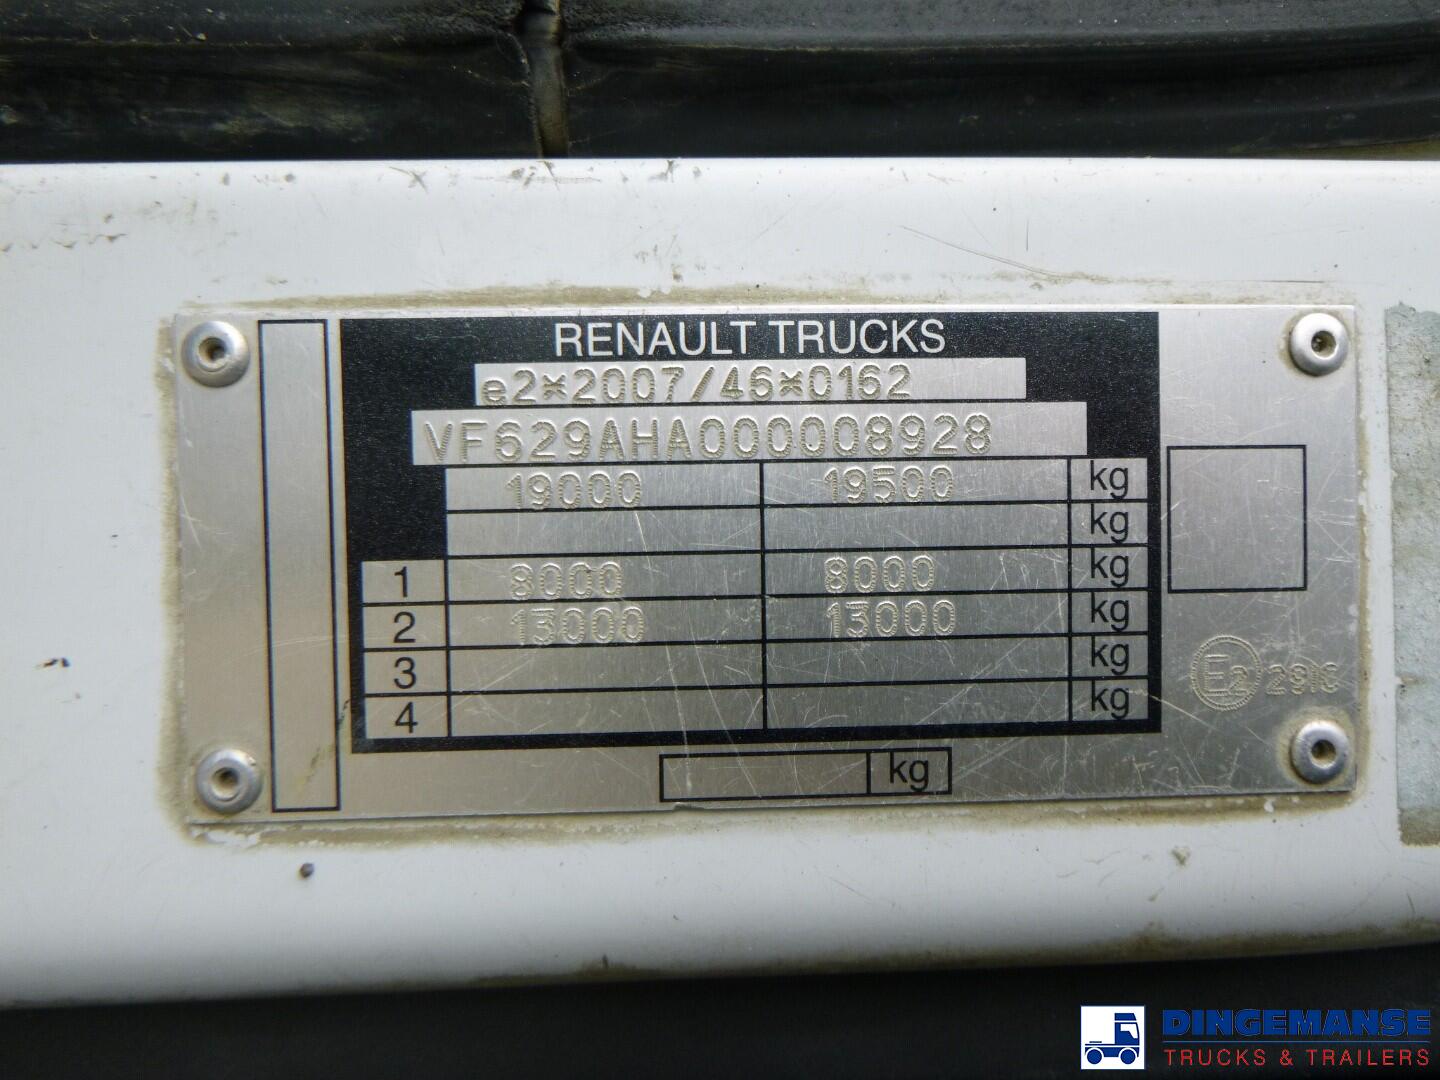 RENAULT TRUCKS
e2*2007/46*0162
VF629AHA000008928
19000 19500 kg
kg
1 8000 8000 kg
2 13000 13000 kg
3 kg
4 kg
kg
E2
DINGEMANSE
TRUCKS & TRAILERS